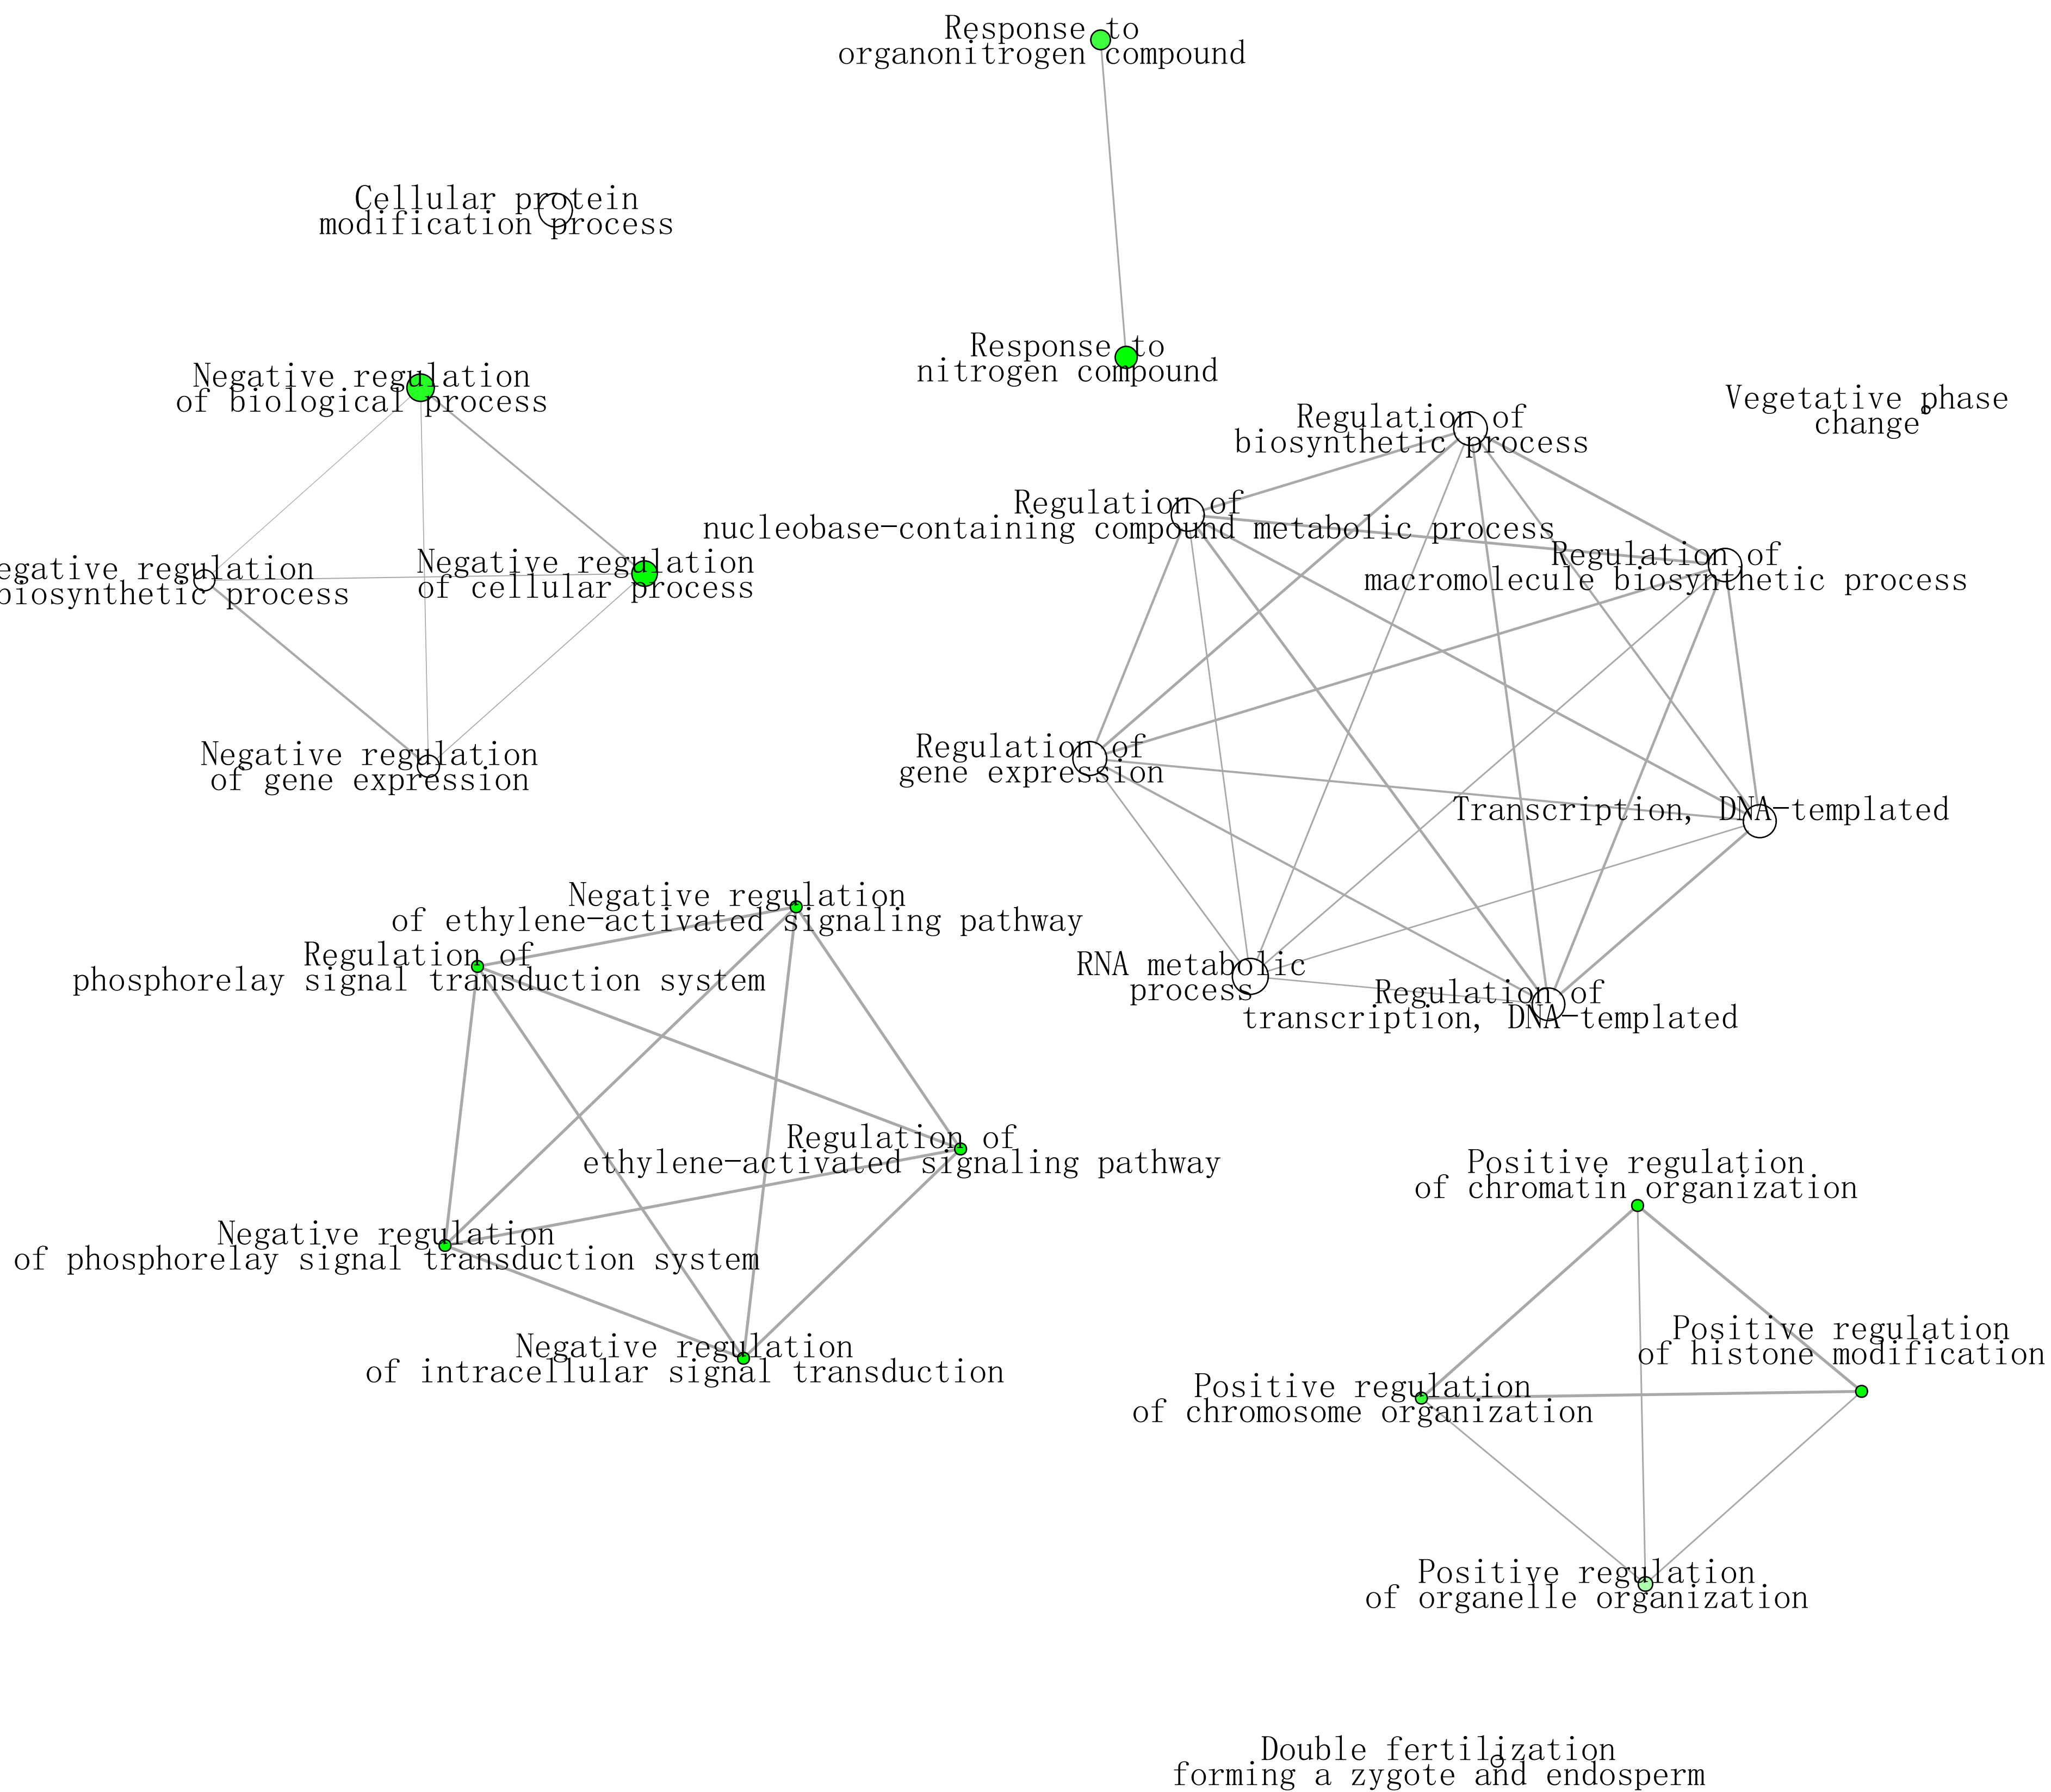 Response to
organonitrogen compound
Cellular protein
modification process
Response to
nitrogen compound
Negative regulation
of biological process
Vegetative phase
change
Regulation of
biosynthetic process
Regulation of
nucleobase-containing compound metabolic process
Regulation of
macromolecule biosynthetic process
egative regulation
biosynthetic process
Negative regulation
of cellular process
Negative regulation
of gene expression
Regulation of
gene expression
Transcription, DNA-templated
Negative regulation
of ethylene-activated signaling pathway
Regulation of
phosphorelay signal transduction system
RNA metabolic
process
Regulation of
transcription, DNA-templated
Regulation of
ethylene-activated signaling pathway
Positive regulation
of chromatin organization
Negative regulation
of phosphorelay signal transduction system
Positive regulation
of histone modification
Negative regulation
of intracellular signal transduction
Positive regulation
of chromosome organization
Positive regulation
of organelle organization
Double fertilization
forming a zygote and endosperm